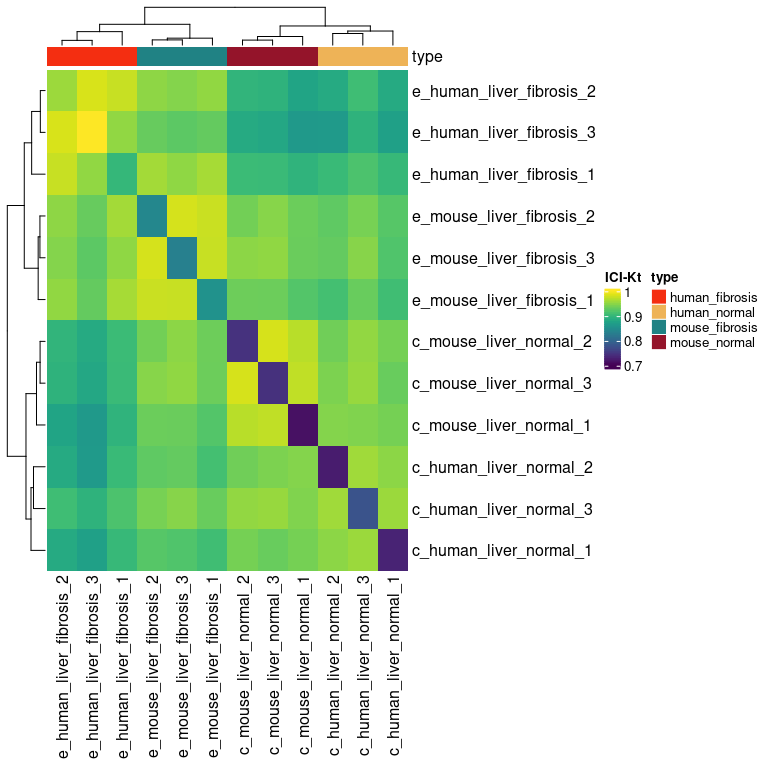 type
e_human_liver_fibrosis_2
e_human_liver_fibrosis_3
e_human_liver_fibrosis_1
e_mouse_liver_fibrosis_2
e_mouse_liver_fibrosis_3
e_mouse_liver_fibrosis_1
c_mouse_liver_normal_2
c_mouse_liver_normal_3
c_mouse_liver_normal_1
c_human_liver_normal_2
c_human_liver_normal_3
c_human_liver_normal_1
e_human_liver_fibrosis_2
e_human_liver_fibrosis_3
e_human_liver_fibrosis_1
e_mouse_liver_fibrosis_2
e_mouse_liver_fibrosis_3
e_mouse_liver_fibrosis_1
c_mouse_liver_normal_2
c_mouse_liver_normal_3
c_mouse_liver_normal_1
c_human_liver_normal_2
c_human_liver_normal_3
c_human_liver_normal_1
ICI-Kt
1
0.9
0.8
0.7
type
human_fibrosis
human_normal
mouse_fibrosis
mouse_normal